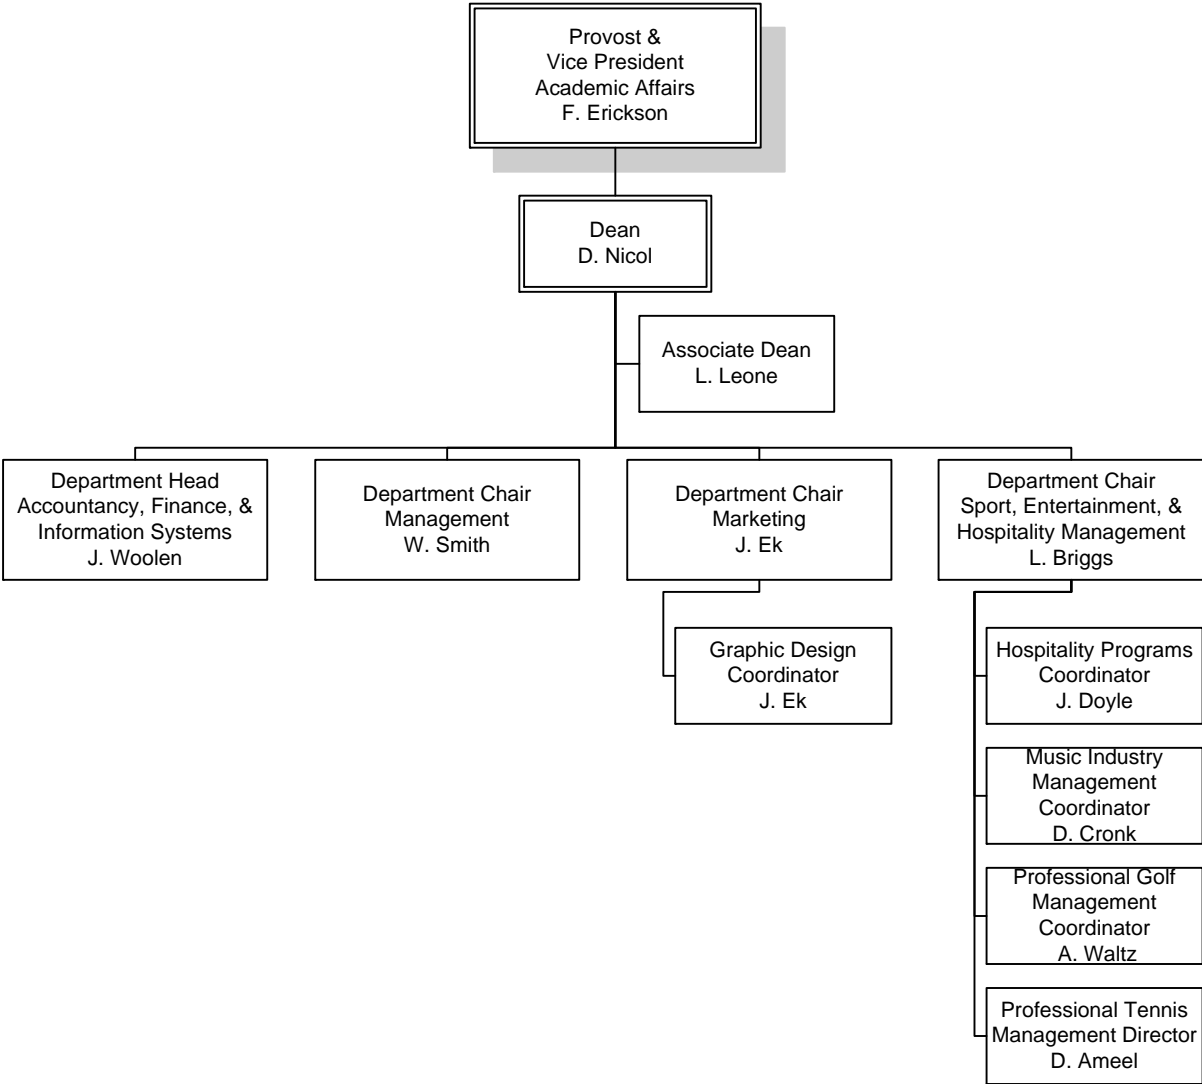 Provost &
Vice President
Academic Affairs
F. Erickson
Dean
D. Nicol
Associate Dean
L. Leone
Department Head
Accountancy, Finance, &
Information Systems
J. Woolen
Department Chair
Management
W. Smith
Department Chair
Marketing
J. Ek
Department Chair
Sport, Entertainment, &
Hospitality Management
L. Briggs
Graphic Design
Coordinator
J. Ek
Hospitality Programs
Coordinator
J. Doyle
Music Industry
Management
Coordinator
D. Cronk
Professional Golf
Management
Coordinator
A. Waltz
Professional Tennis
Management Director
D. Ameel